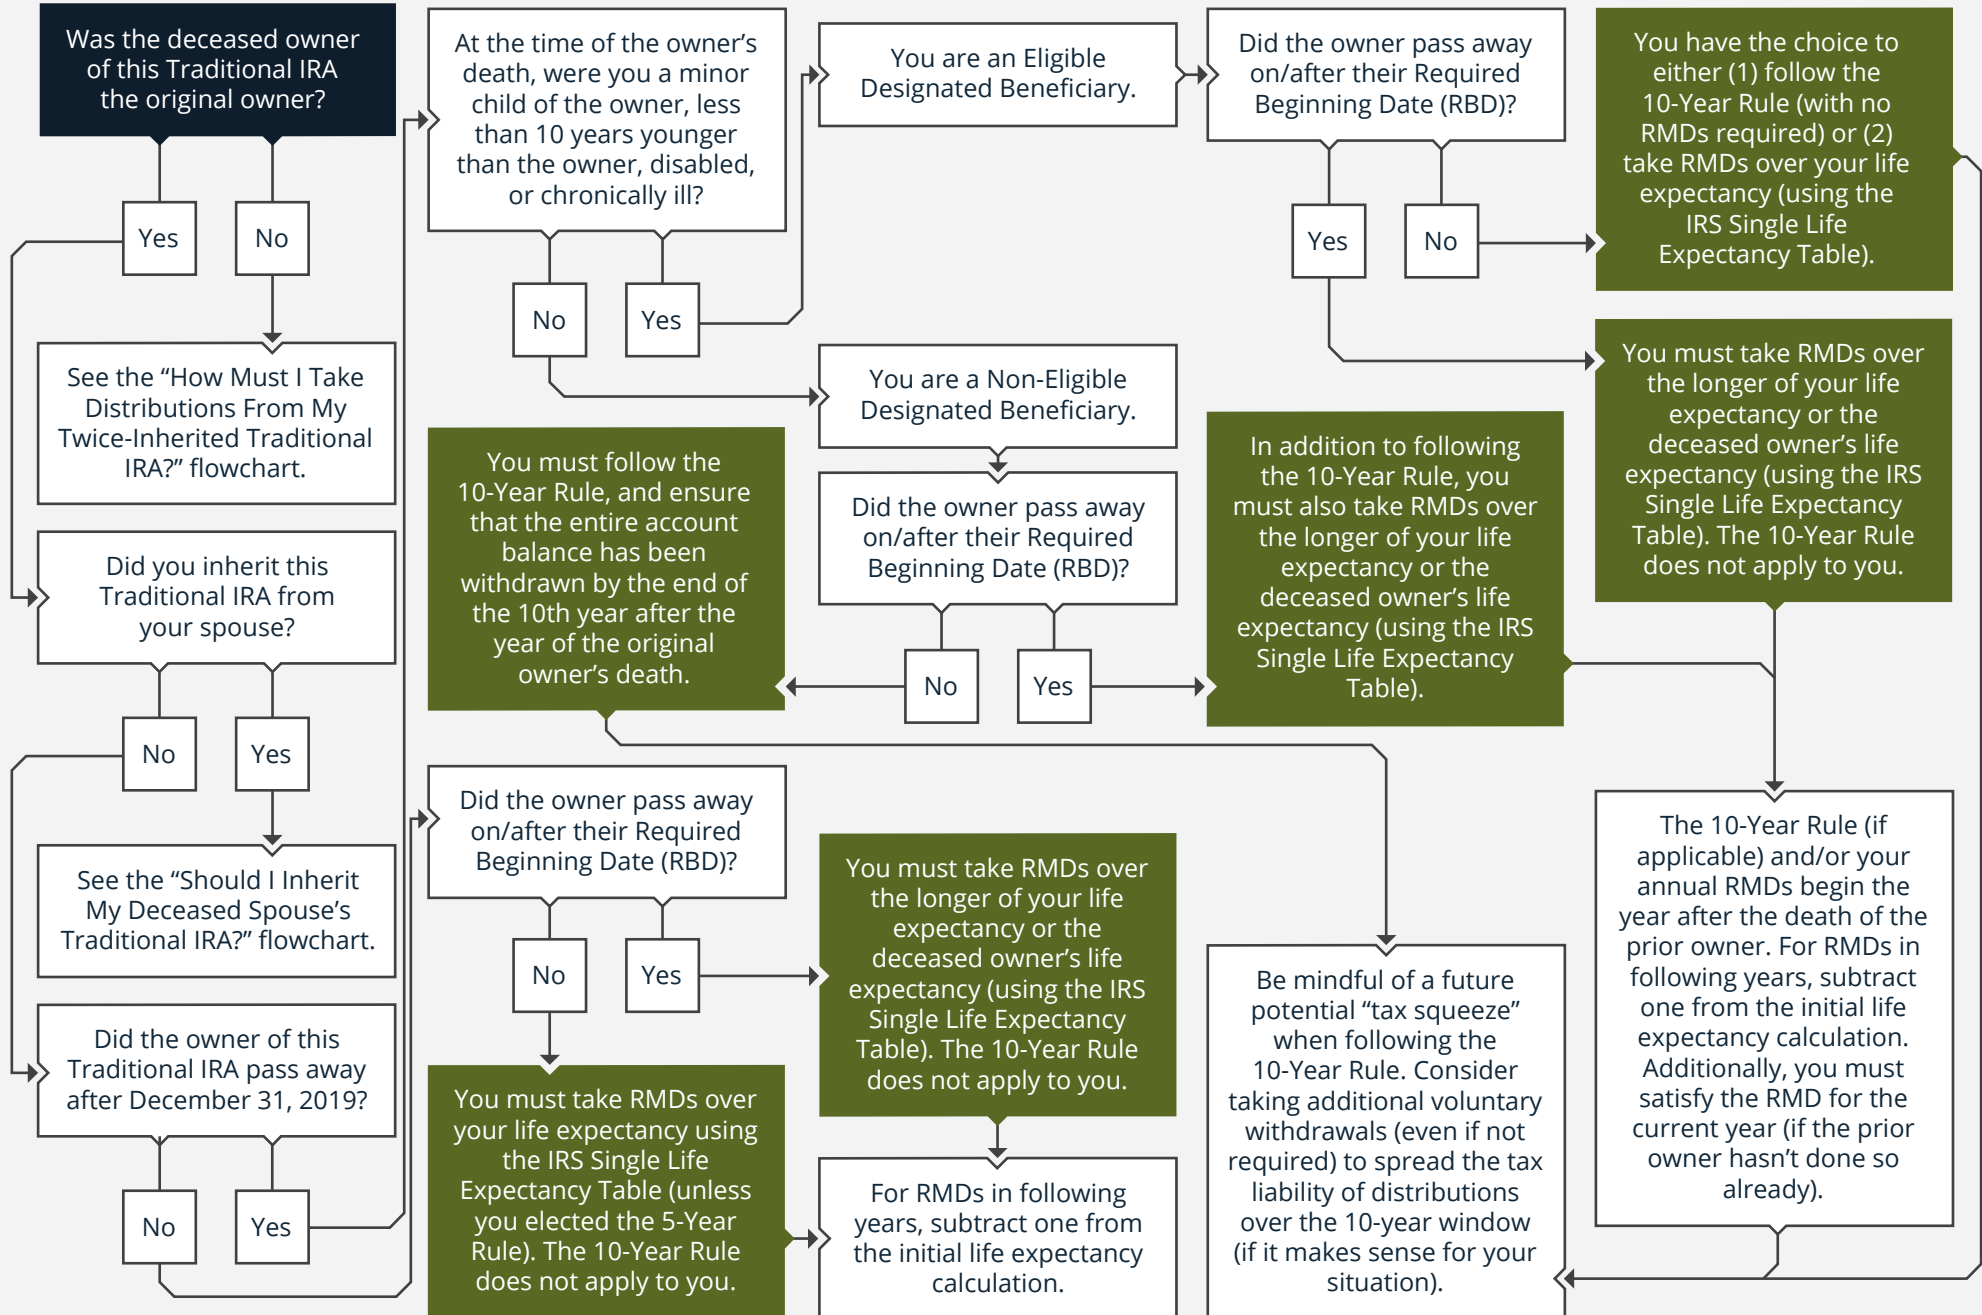 Was the deceased owner
of this Traditional IRA
the original owner?
Yes
No
See the “How Must I Take
Distributions From My
Twice-Inherited Traditional
IRA?” flowchart.
Did you inherit this
Traditional IRA from
your spouse?
No
Yes
See the “Should I Inherit
My Deceased Spouse’s
Traditional IRA?” flowchart.
Did the owner of this
Traditional IRA pass away
after December 31, 2019?
No
Yes
At the time of the owner’s
death, were you a minor
child of the owner, less
than 10 years younger
than the owner, disabled,
or chronically ill?
No
Yes
You must follow the
10-Year Rule, and ensure
that the entire account
balance has been
withdrawn by the end of
the 10th year after the
year of the original
owner’s death.
Did the owner pass away
on/after their Required
Beginning Date (RBD)?
No
Yes
You must take RMDs over
your life expectancy using
the IRS Single Life
Expectancy Table (unless
you elected the 5-Year
Rule). The 10-Year Rule
does not apply to you.
You are an Eligible
Designated Beneficiary.
You are a Non-Eligible
Designated Beneficiary.
Did the owner pass away
on/after their Required
Beginning Date (RBD)?
No
Yes
You must take RMDs over
the longer of your life
expectancy or the
deceased owner’s life
expectancy (using the IRS
Single Life Expectancy
Table). The 10-Year Rule
does not apply to you.
For RMDs in following
years, subtract one from
the initial life expectancy
calculation.
Did the owner pass away
on/after their Required
Beginning Date (RBD)?
Yes
No
In addition to following
the 10-Year Rule, you
must also take RMDs over
the longer of your life
expectancy or the
deceased owner’s life
expectancy (using the IRS
Single Life Expectancy
Table).
Be mindful of a future
potential “tax squeeze”
when following the
10-Year Rule. Consider
taking additional voluntary
withdrawals (even if not
required) to spread the tax
liability of distributions
over the 10-year window
(if it makes sense for your
situation).
You have the choice to
either (1) follow the
10-Year Rule (with no
RMDs required) or (2)
take RMDs over your life
expectancy (using the
IRS Single Life
Expectancy Table).
You must take RMDs over
the longer of your life
expectancy or the
deceased owner’s life
expectancy (using the IRS
Single Life Expectancy
Table). The 10-Year Rule
does not apply to you.
The 10-Year Rule (if
applicable) and/or your
annual RMDs begin the
year after the death of the
prior owner. For RMDs in
following years, subtract
one from the initial life
expectancy calculation.
Additionally, you must
satisfy the RMD for the
current year (if the prior
owner hasn't done so
already).